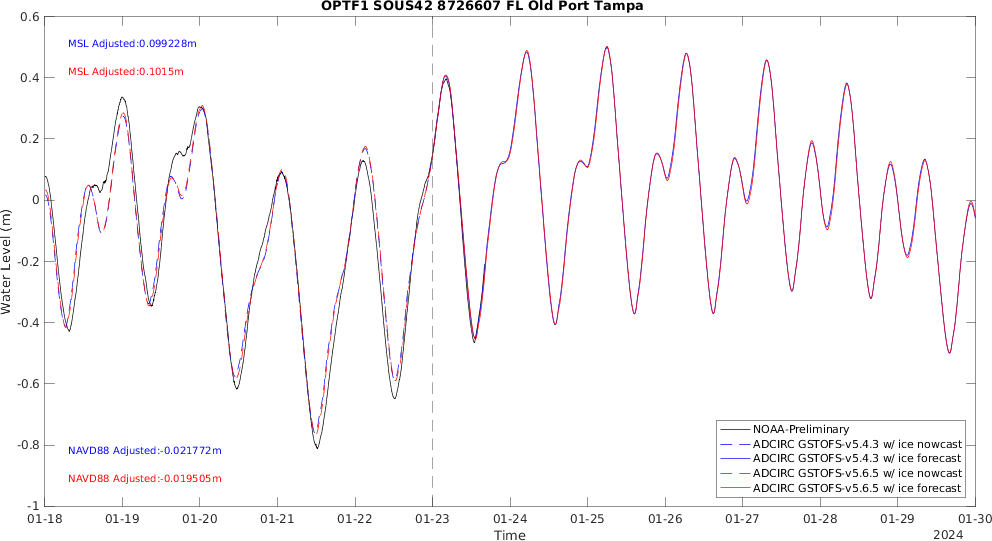 OPTF1 SOUS42 8726607 FL Old Port Tampa
MSL Adjusted:0.099228m
MSL Adjusted:0.1015m
NAVD88 Adjusted:-0.021772m
NAVD88 Adjusted:-0.019505m
Water Level (m)
0.6
0.4
0.2
0
-0.2
-0.4
-0.6
-0.8
-1
NOAA-Preliminary
ADCIRC GSTOFS-v5.4.3 w/ ice nowcast
ADCIRC GSTOFS-v5.4.3 w/ ice forecast
ADCIRC GSTOFS-v5.6.5 w/ ice nowcast
ADCIRC GSTOFS-v5.6.5 w/ ice forecast
01-18 01-19 01-20 01-21 01-22 01-23 01-24 01-25 01-26 01-27 01-28 01-29 01-30
Time
2024